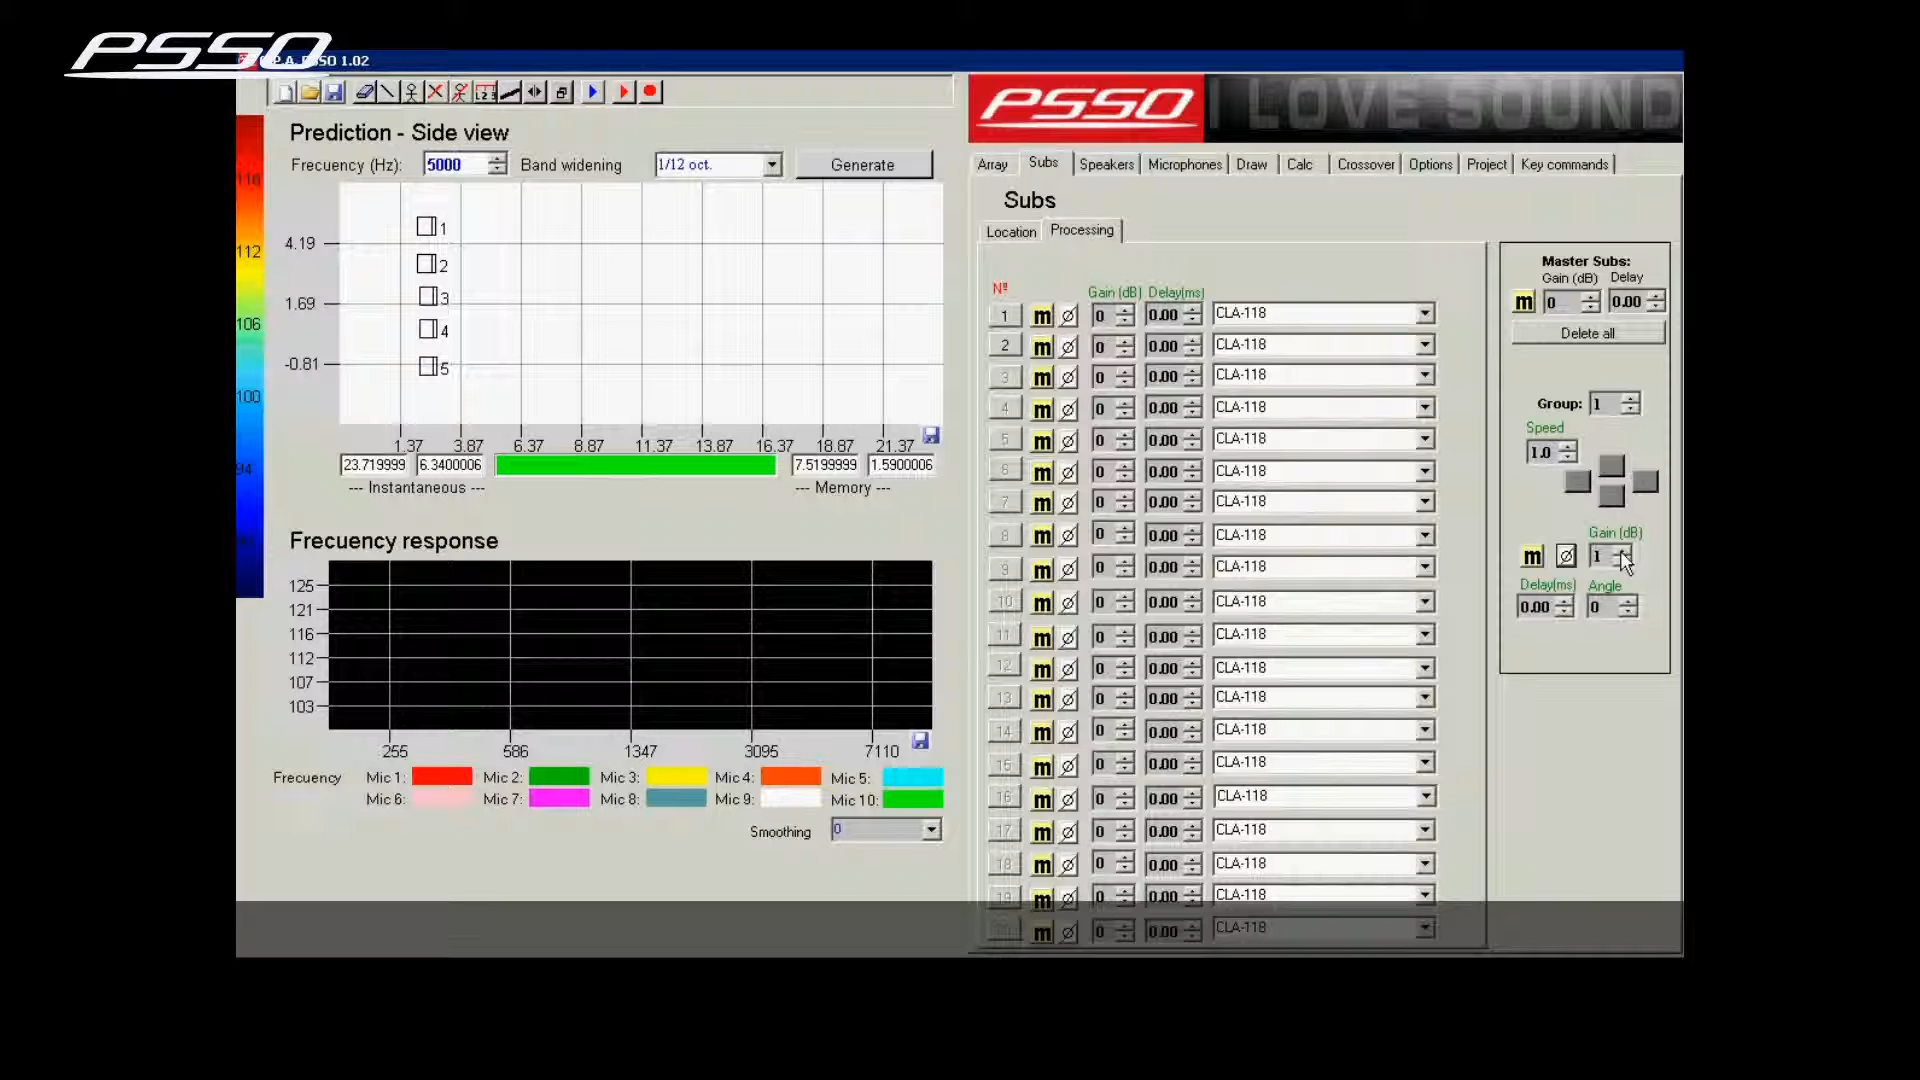 PSSO
P.A. PSSO 1.02
PSSO I LOVE SOUND
Prediction - Side view
Frecuency (Hz): 5000 Band widening 1/12 oct. Generate
116
112
106
100
94
4.19
1.69
-0.81
1
2
3
4
5
1.37 3.87 6.37 8.87 11.37 13.87 16.37 18.87 21.37
23.719999 6.3400006 7.5199999 1.5900006
--- Instantaneous --- --- Memory ---
Frecuency response
125
121
116
112
107
103
255 586 1347 3095 7110
Frecuency Mic 1: Mic 2: Mic 3: Mic 4: Mic 5:
Mic 6: Mic 7: Mic 8: Mic 9: Mic 10:
Smoothing 0
Array Subs Speakers Microphones Draw Calc Crossover Options Project Key commands
Subs
Location Processing
Nº Gain (dB) Delay(ms)
1 m Ø 0 0.00 CLA-118
2 m Ø 0 0.00 CLA-118
3 m Ø 0 0.00 CLA-118
4 m Ø 0 0.00 CLA-118
5 m Ø 0 0.00 CLA-118
6 m Ø 0 0.00 CLA-118
7 m Ø 0 0.00 CLA-118
8 m Ø 0 0.00 CLA-118
9 m Ø 0 0.00 CLA-118
10 m Ø 0 0.00 CLA-118
11 m Ø 0 0.00 CLA-118
12 m Ø 0 0.00 CLA-118
13 m Ø 0 0.00 CLA-118
14 m Ø 0 0.00 CLA-118
15 m Ø 0 0.00 CLA-118
16 m Ø 0 0.00 CLA-118
17 m Ø 0 0.00 CLA-118
18 m Ø 0 0.00 CLA-118
19 m Ø 0 0.00 CLA-118
m Ø 0 0.00 CLA-118
Master Subs:
Gain (dB) Delay
m 0 0.00
Delete all
Group: 1
Speed
1.0
Gain (dB)
m Ø 1
Delay(ms) Angle
0.00 0